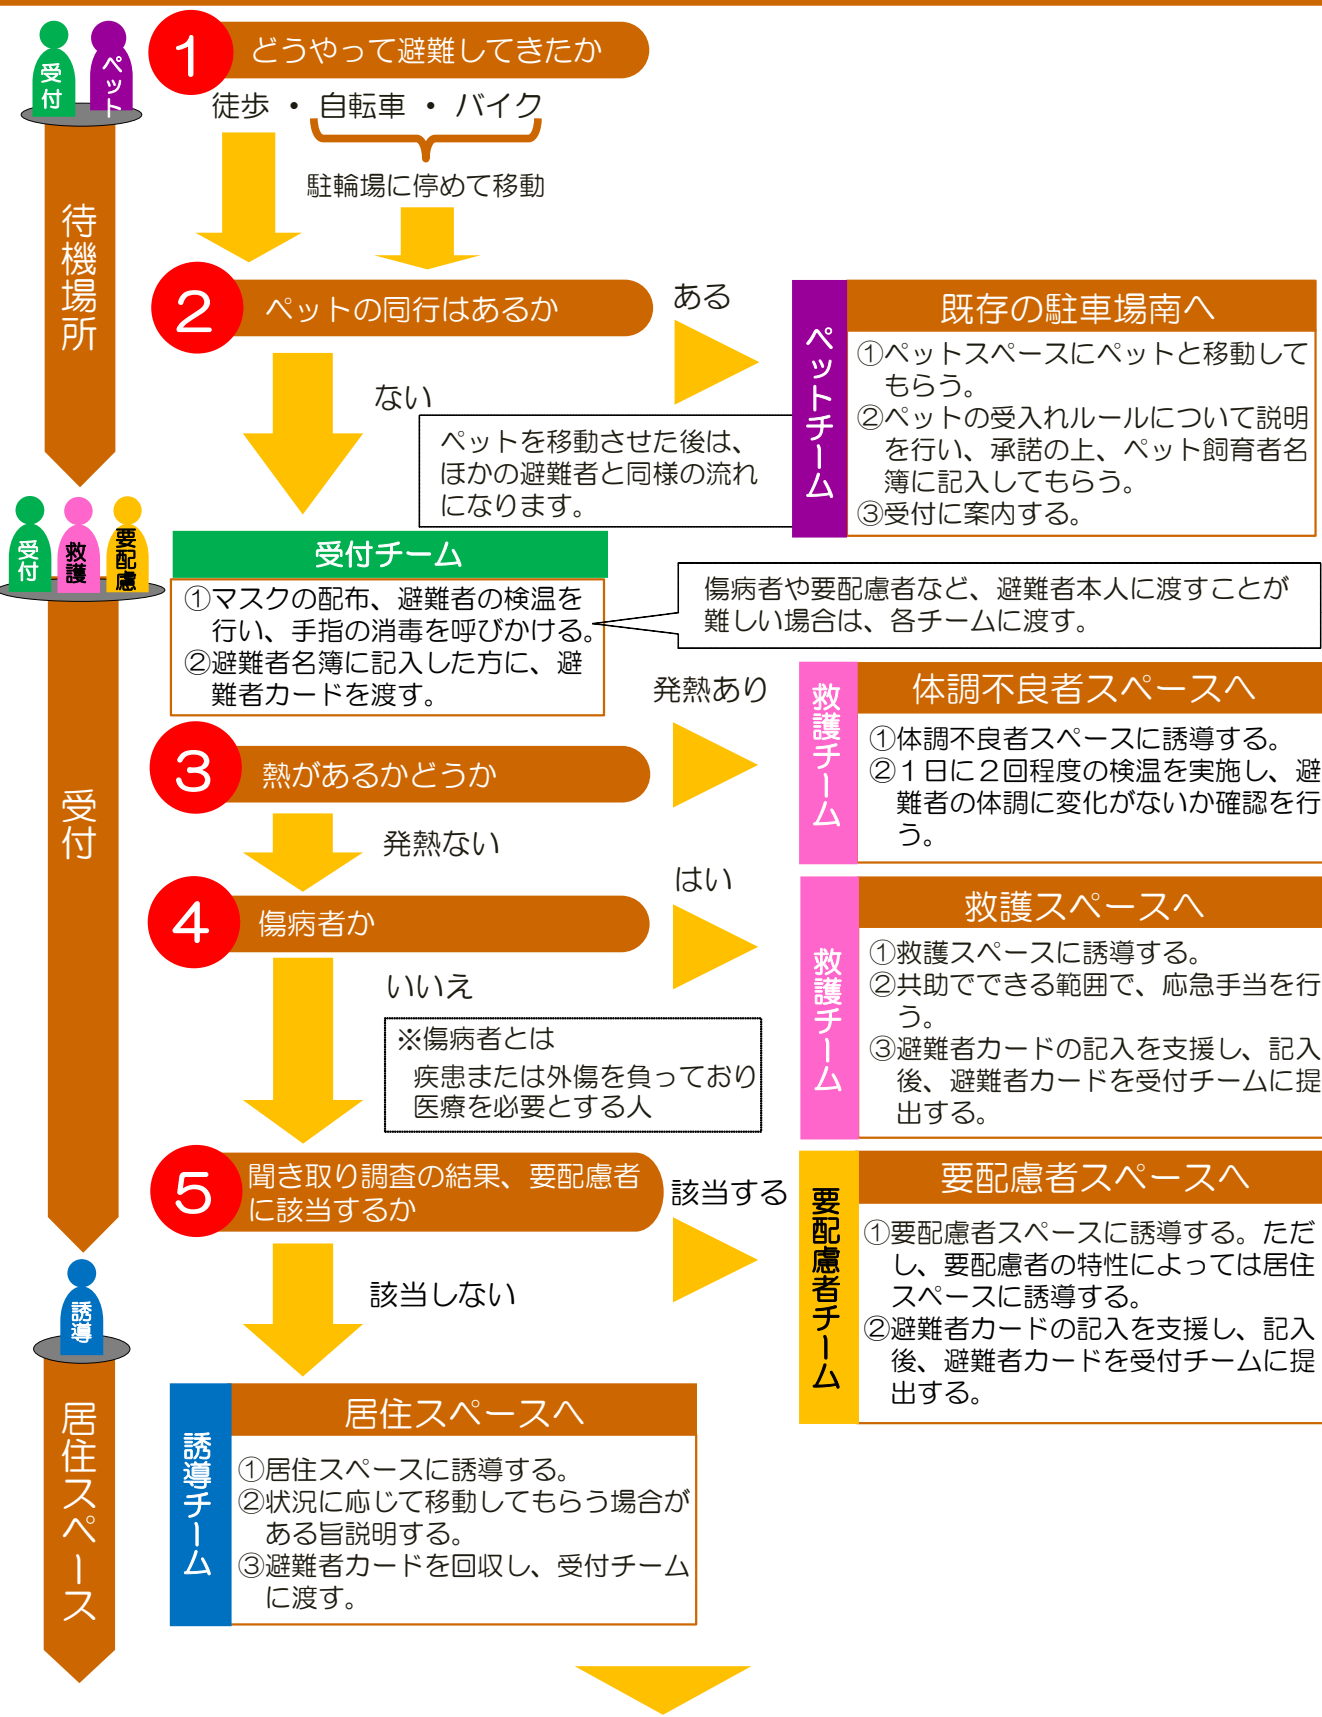 受付
ペット
1 どうやって避難してきたか
徒歩 ・ 自転車 ・ バイク
駐輪場に停めて移動
待機場所
2 ペットの同行はあるか
ある
ない
ペットチーム
既存の駐車場南へ
①ペットスペースにペットと移動して
もらう。
②ペットの受入れルールについて説明
を行い、承諾の上、ペット飼育者名
簿に記入してもらう。
③受付に案内する。
ペットを移動させた後は、
ほかの避難者と同様の流れ
になります。
受付
救護
要配慮
受付
受付チーム
①マスクの配布、避難者の検温を
行い、手指の消毒を呼びかける。
②避難者名簿に記入した方に、避
難者カードを渡す。
傷病者や要配慮者など、避難者本人に渡すことが
難しい場合は、各チームに渡す。
3 熱があるかどうか
発熱あり
発熱ない
救護チーム
体調不良者スペースへ
①体調不良者スペースに誘導する。
②1日に2回程度の検温を実施し、避
難者の体調に変化がないか確認を行
う。
4 傷病者か
はい
いいえ
※傷病者とは
疾患または外傷を負っており
医療を必要とする人
救護チーム
救護スペースへ
①救護スペースに誘導する。
②共助でできる範囲で、応急手当を行
う。
③避難者カードの記入を支援し、記入
後、避難者カードを受付チームに提
出する。
5 聞き取り調査の結果、要配慮者
に該当するか
該当する
該当しない
要配慮者チーム
要配慮者スペースへ
①要配慮者スペースに誘導する。ただ
し、要配慮者の特性によっては居住
スペースに誘導する。
②避難者カードの記入を支援し、記入
後、避難者カードを受付チームに提
出する。
誘導
居住スペース
誘導チーム
居住スペースへ
①居住スペースに誘導する。
②状況に応じて移動してもらう場合が
ある旨説明する。
③避難者カードを回収し、受付チーム
に渡す。